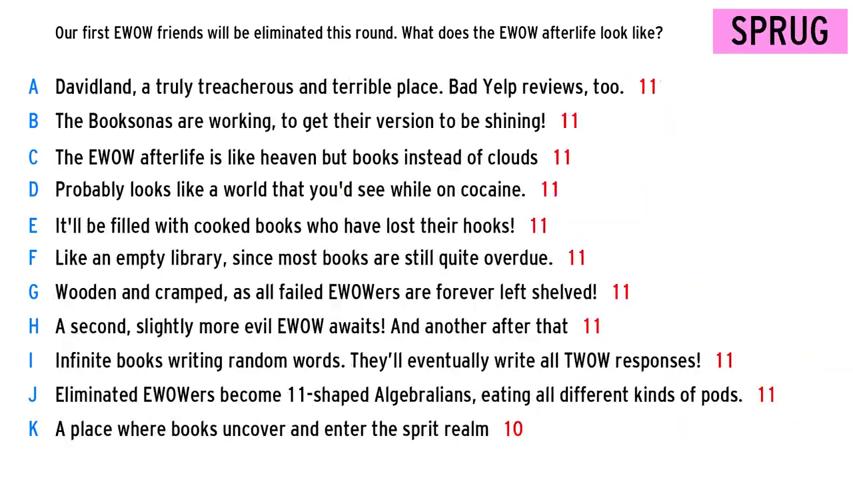 Our first EWOW friends will be eliminated this round. What does the EWOW afterlife look like?
SPRUG
A Davidland, a truly treacherous and terrible place. Bad Yelp reviews, too. 11
B The Booksonas are working, to get their version to be shining! 11
C The EWOW afterlife is like heaven but books instead of clouds 11
D Probably looks like a world that you'd see while on cocaine. 11
E It'll be filled with cooked books who have lost their hooks! 11
F Like an empty library, since most books are still quite overdue. 11
G Wooden and cramped, as all failed EWOWers are forever left shelved! 11
H A second, slightly more evil EWOW awaits! And another after that 11
I Infinite books writing random words. They’ll eventually write all TWOW responses! 11
J Eliminated EWOWers become 11-shaped Algebralians, eating all different kinds of pods. 11
K A place where books uncover and enter the sprit realm 10